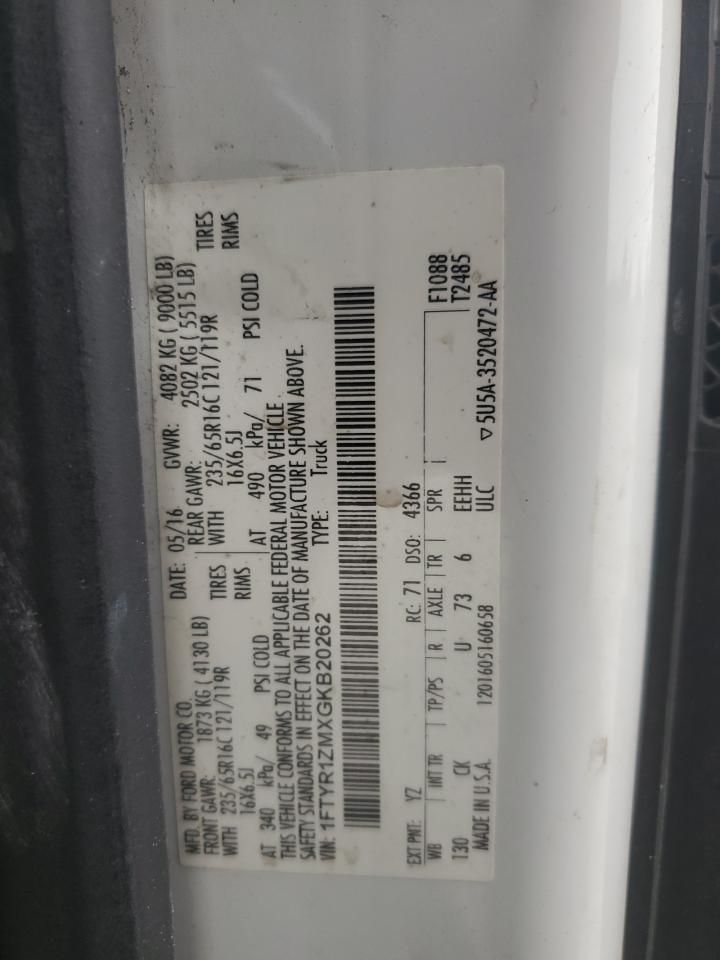 MFD. BY FORD MOTOR CO. DATE: 05/16 GVWR: 4082 KG ( 9000 LB)
FRONT GAWR: 1873 KG ( 4130 LB) REAR GAWR: 2502 KG ( 5515 LB)
WITH 235/65R16C 121/119R TIRES WITH 235/65R16C 121/119R TIRES
16X6.5J RIMS 16X6.5J RIMS
AT 340 kPa/ 49 PSI COLD AT 490 kPa/ 71 PSI COLD
THIS VEHICLE CONFORMS TO ALL APPLICABLE FEDERAL MOTOR VEHICLE
SAFETY STANDARDS IN EFFECT ON THE DATE OF MANUFACTURE SHOWN ABOVE.
VIN: 1FTYR1ZMXGKB20262 TYPE: Truck
EXT PNT: YZ RC: 71 DSO: 4366 F1088
WB INT TR TP/PS R AXLE TR SPR T2485
130 CK U 73 6 EEHH
MADE IN U.S.A. 1201605160658 ULC ▽ 5U5A-3520472-AA